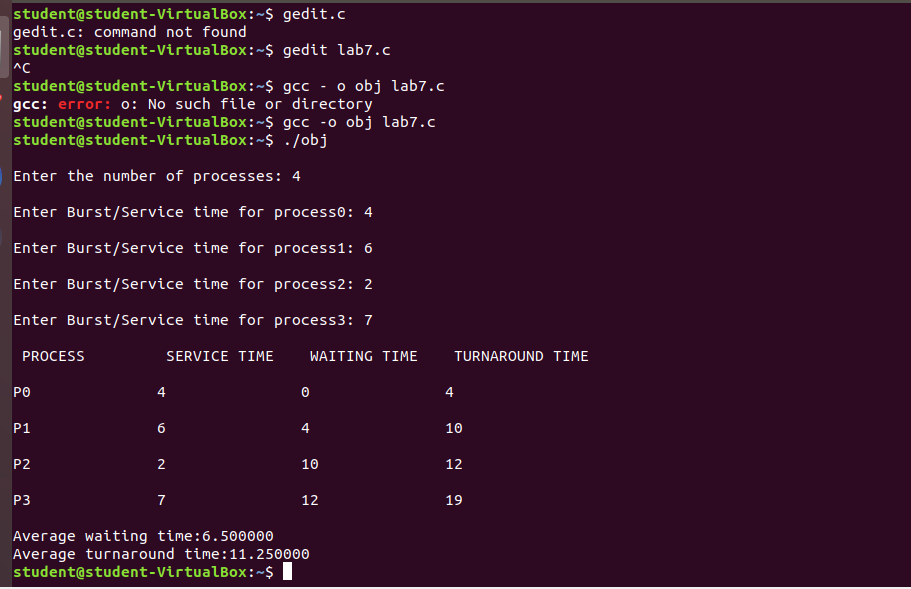 student@student-VirtualBox:~$ gedit.c
gedit.c: command not found
student@student-VirtualBox:~$ gedit lab7.c
^C
student@student-VirtualBox:~$ gcc - o obj lab7.c
gcc: error: o: No such file or directory
student@student-VirtualBox:~$ gcc -o obj lab7.c
student@student-VirtualBox:~$ ./obj
Enter the number of processes: 4
Enter Burst/Service time for process0: 4
Enter Burst/Service time for process1: 6
Enter Burst/Service time for process2: 2
Enter Burst/Service time for process3: 7
PROCESS SERVICE TIME WAITING TIME TURNAROUND TIME
P0 4 0 4
P1 6 4 10
P2 2 10 12
P3 7 12 19
Average waiting time:6.500000
Average turnaround time:11.250000
student@student-VirtualBox:~$